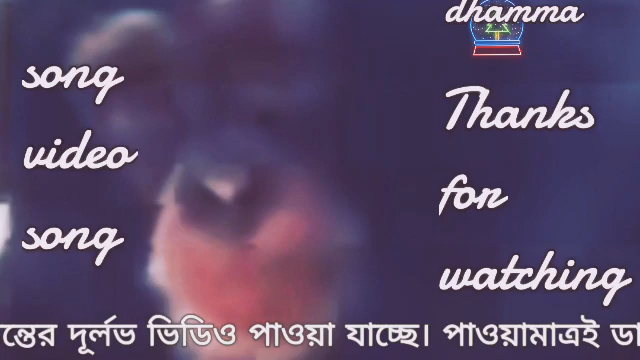 dhamma
song
video
song
Thanks
for
watching
ন্তের দূর্লভ ভিডিও পাওয়া যাচ্ছে। পাওয়ামাত্রই ডা